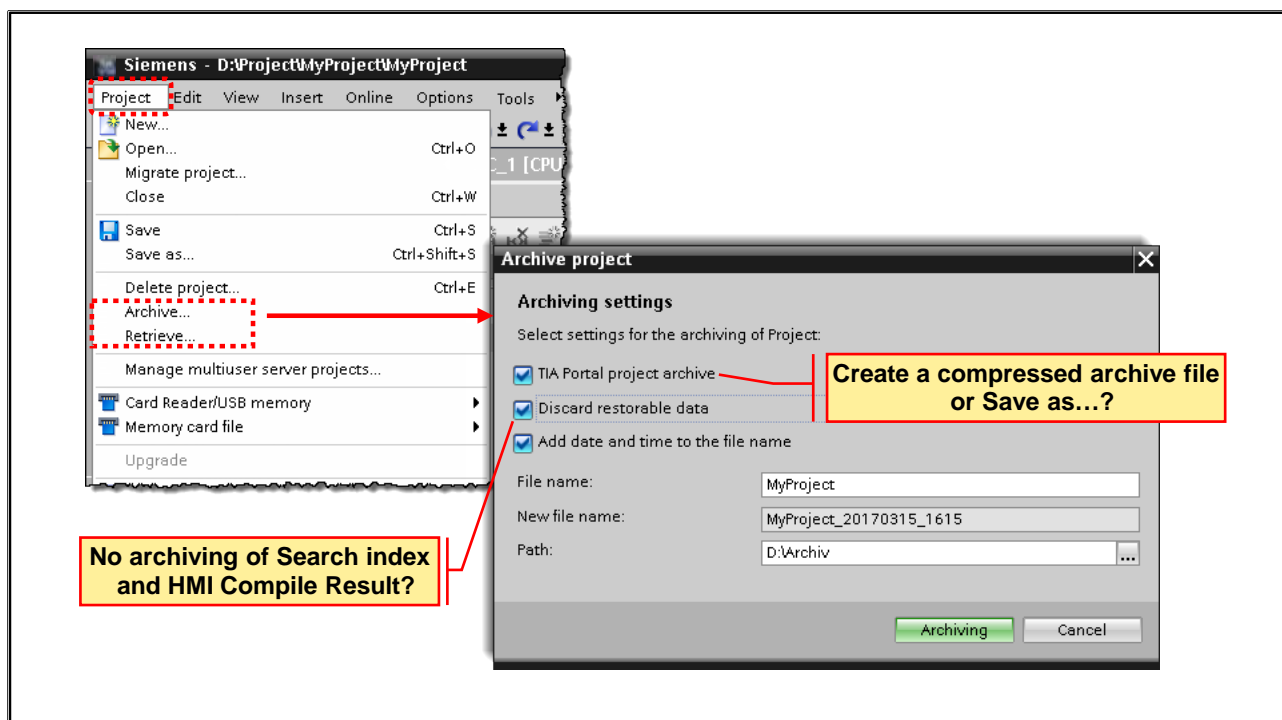 Siemens - D:\Project\MyProject\MyProject
Project Edit View Insert Online Options Tools
New...
Open... Ctrl+O
C_1 [CPU
Migrate project...
Close Ctrl+W
Save Ctrl+S
Save as... Ctrl+Shift+S
Delete project... Ctrl+E
Archive...
Retrieve...
Manage multiuser server projects...
Card Reader/USB memory
Memory card file
Upgrade
Archive project
Archiving settings
Select settings for the archiving of Project:
TIA Portal project archive
Discard restorable data
Add date and time to the file name
File name: MyProject
New file name: MyProject_20170315_1615
Path: D:\Archiv ...
Archiving Cancel
Create a compressed archive file
or Save as…?
No archiving of Search index
and HMI Compile Result?